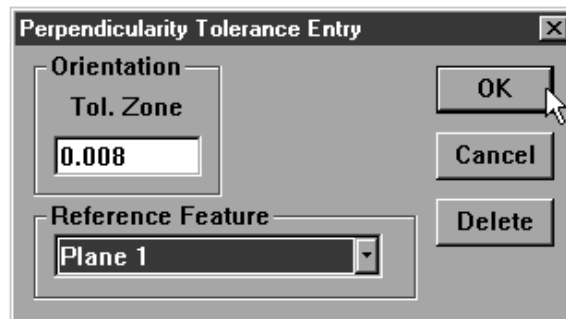 Perpendicularity Tolerance Entry
Orientation
Tol. Zone
0.008
Reference Feature
Plane 1
OK
Cancel
Delete